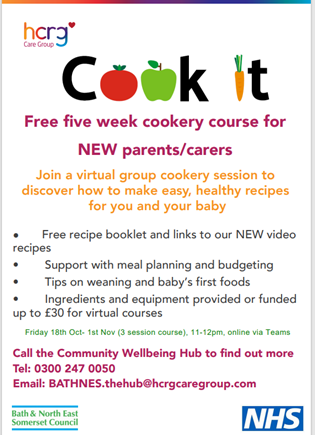 hcrg
Care Group
Cook it
Free five week cookery course for
NEW parents/carers
Join a virtual group cookery session to
discover how to make easy, healthy recipes
for you and your baby
• Free recipe booklet and links to our NEW video
recipes
• Support with meal planning and budgeting
• Tips on weaning and baby's first foods
• Ingredients and equipment provided or funded
up to £30 for virtual courses
Friday 18th Oct- 1st Nov (3 session course), 11-12pm, online via Teams
Call the Community Wellbeing Hub to find out more
Tel: 0300 247 0050
Email: BATHNES.thehub@hcrgcaregroup.com
Bath & North East
Somerset Council
NHS